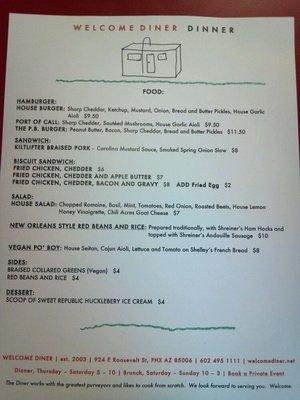 WELCOME DINER DINNER
FOOD:
HAMBURGER:
HOUSE BURGER: Sharp Cheddar, Ketchup, Mustard, Onion, Bread and Butter Pickles, House Garlic
Aioli $9.50
PORT OF CALL: Sharp Cheddar, Sautéed Mushrooms, House Garlic Aioli $9.50
THE P.B. BURGER: Peanut Butter, Bacon, Sharp Cheddar, Bread and Butter Pickles $11.50
SANDWICH:
KILTLIFTER BRAISED PORK - Carolina Mustard Sauce, Smoked Spring Onion Slaw $8
BISCUIT SANDWICH:
FRIED CHICKEN, CHEDDER $6
FRIED CHICKEN, CHEDDER AND APPLE BUTTER $7
FRIED CHICKEN, CHEDDER, BACON AND GRAVY $8 ADD Fried Egg $2
SALAD:
HOUSE SALAD: Chopped Romaine, Basil, Mint, Tomatoes, Red Onion, Roasted Beets, House Lemon
Honey Vinaigrette, Chili Acres Goat Cheese $7
NEW ORLEANS STYLE RED BEANS AND RICE: Prepared traditionally, with Shreiner's Ham Hocks and
topped with Shreiner's Andouille Sausage $10
VEGAN PO' BOY: House Seitan, Cajun Aioli, Lettuce and Tomato on Shelley's French Bread $8
SIDES:
BRAISED COLLARED GREENS (Vegan) $4
RED BEANS AND RICE $4
DESSERT:
SCOOP OF SWEET REPUBLIC HUCKLEBERY ICE CREAM $4
WELCOME DINER | est. 2003 | 924 E Roosevelt St, PHX AZ 85006 | 602 495 1111 | welcomediner.net
Dinner, Thursday - Saturday 5 - 10 | Brunch, Saturday - Sunday 10 - 3 | Book a Private Event
The Diner works with the greatest purveyors and likes to cook from scratch. We look forward to serving you. Welcome.